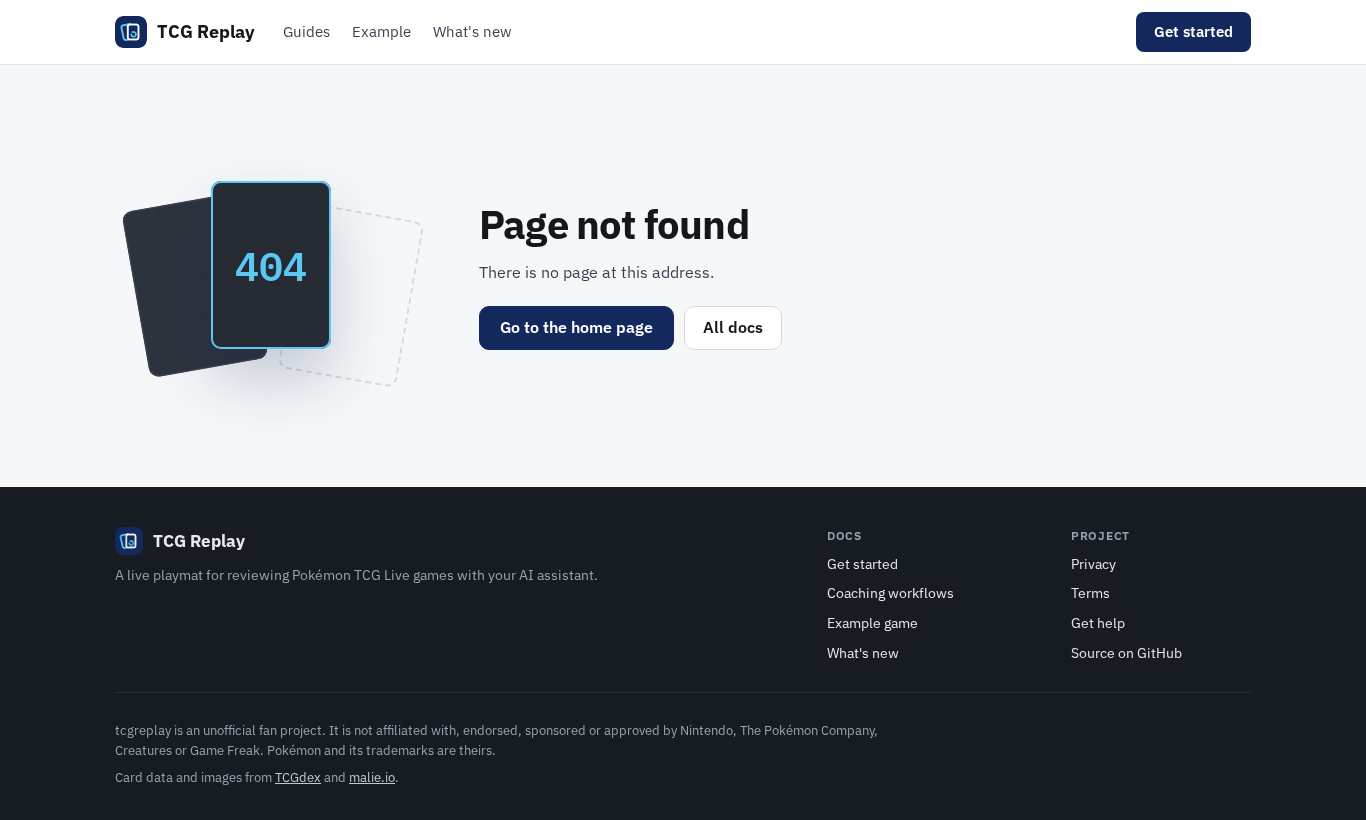 TCG Replay
Guides
Example
What's new
Get started
404
Page not found
There is no page at this address.
Go to the home page
All docs
TCG Replay
A live playmat for reviewing Pokémon TCG Live games with your AI assistant.
DOCS
Get started
Coaching workflows
Example game
What's new
PROJECT
Privacy
Terms
Get help
Source on GitHub
tcgreplay is an unofficial fan project. It is not affiliated with, endorsed, sponsored or approved by Nintendo, The Pokémon Company,
Creatures or Game Freak. Pokémon and its trademarks are theirs.
Card data and images from TCGdex and malie.io.